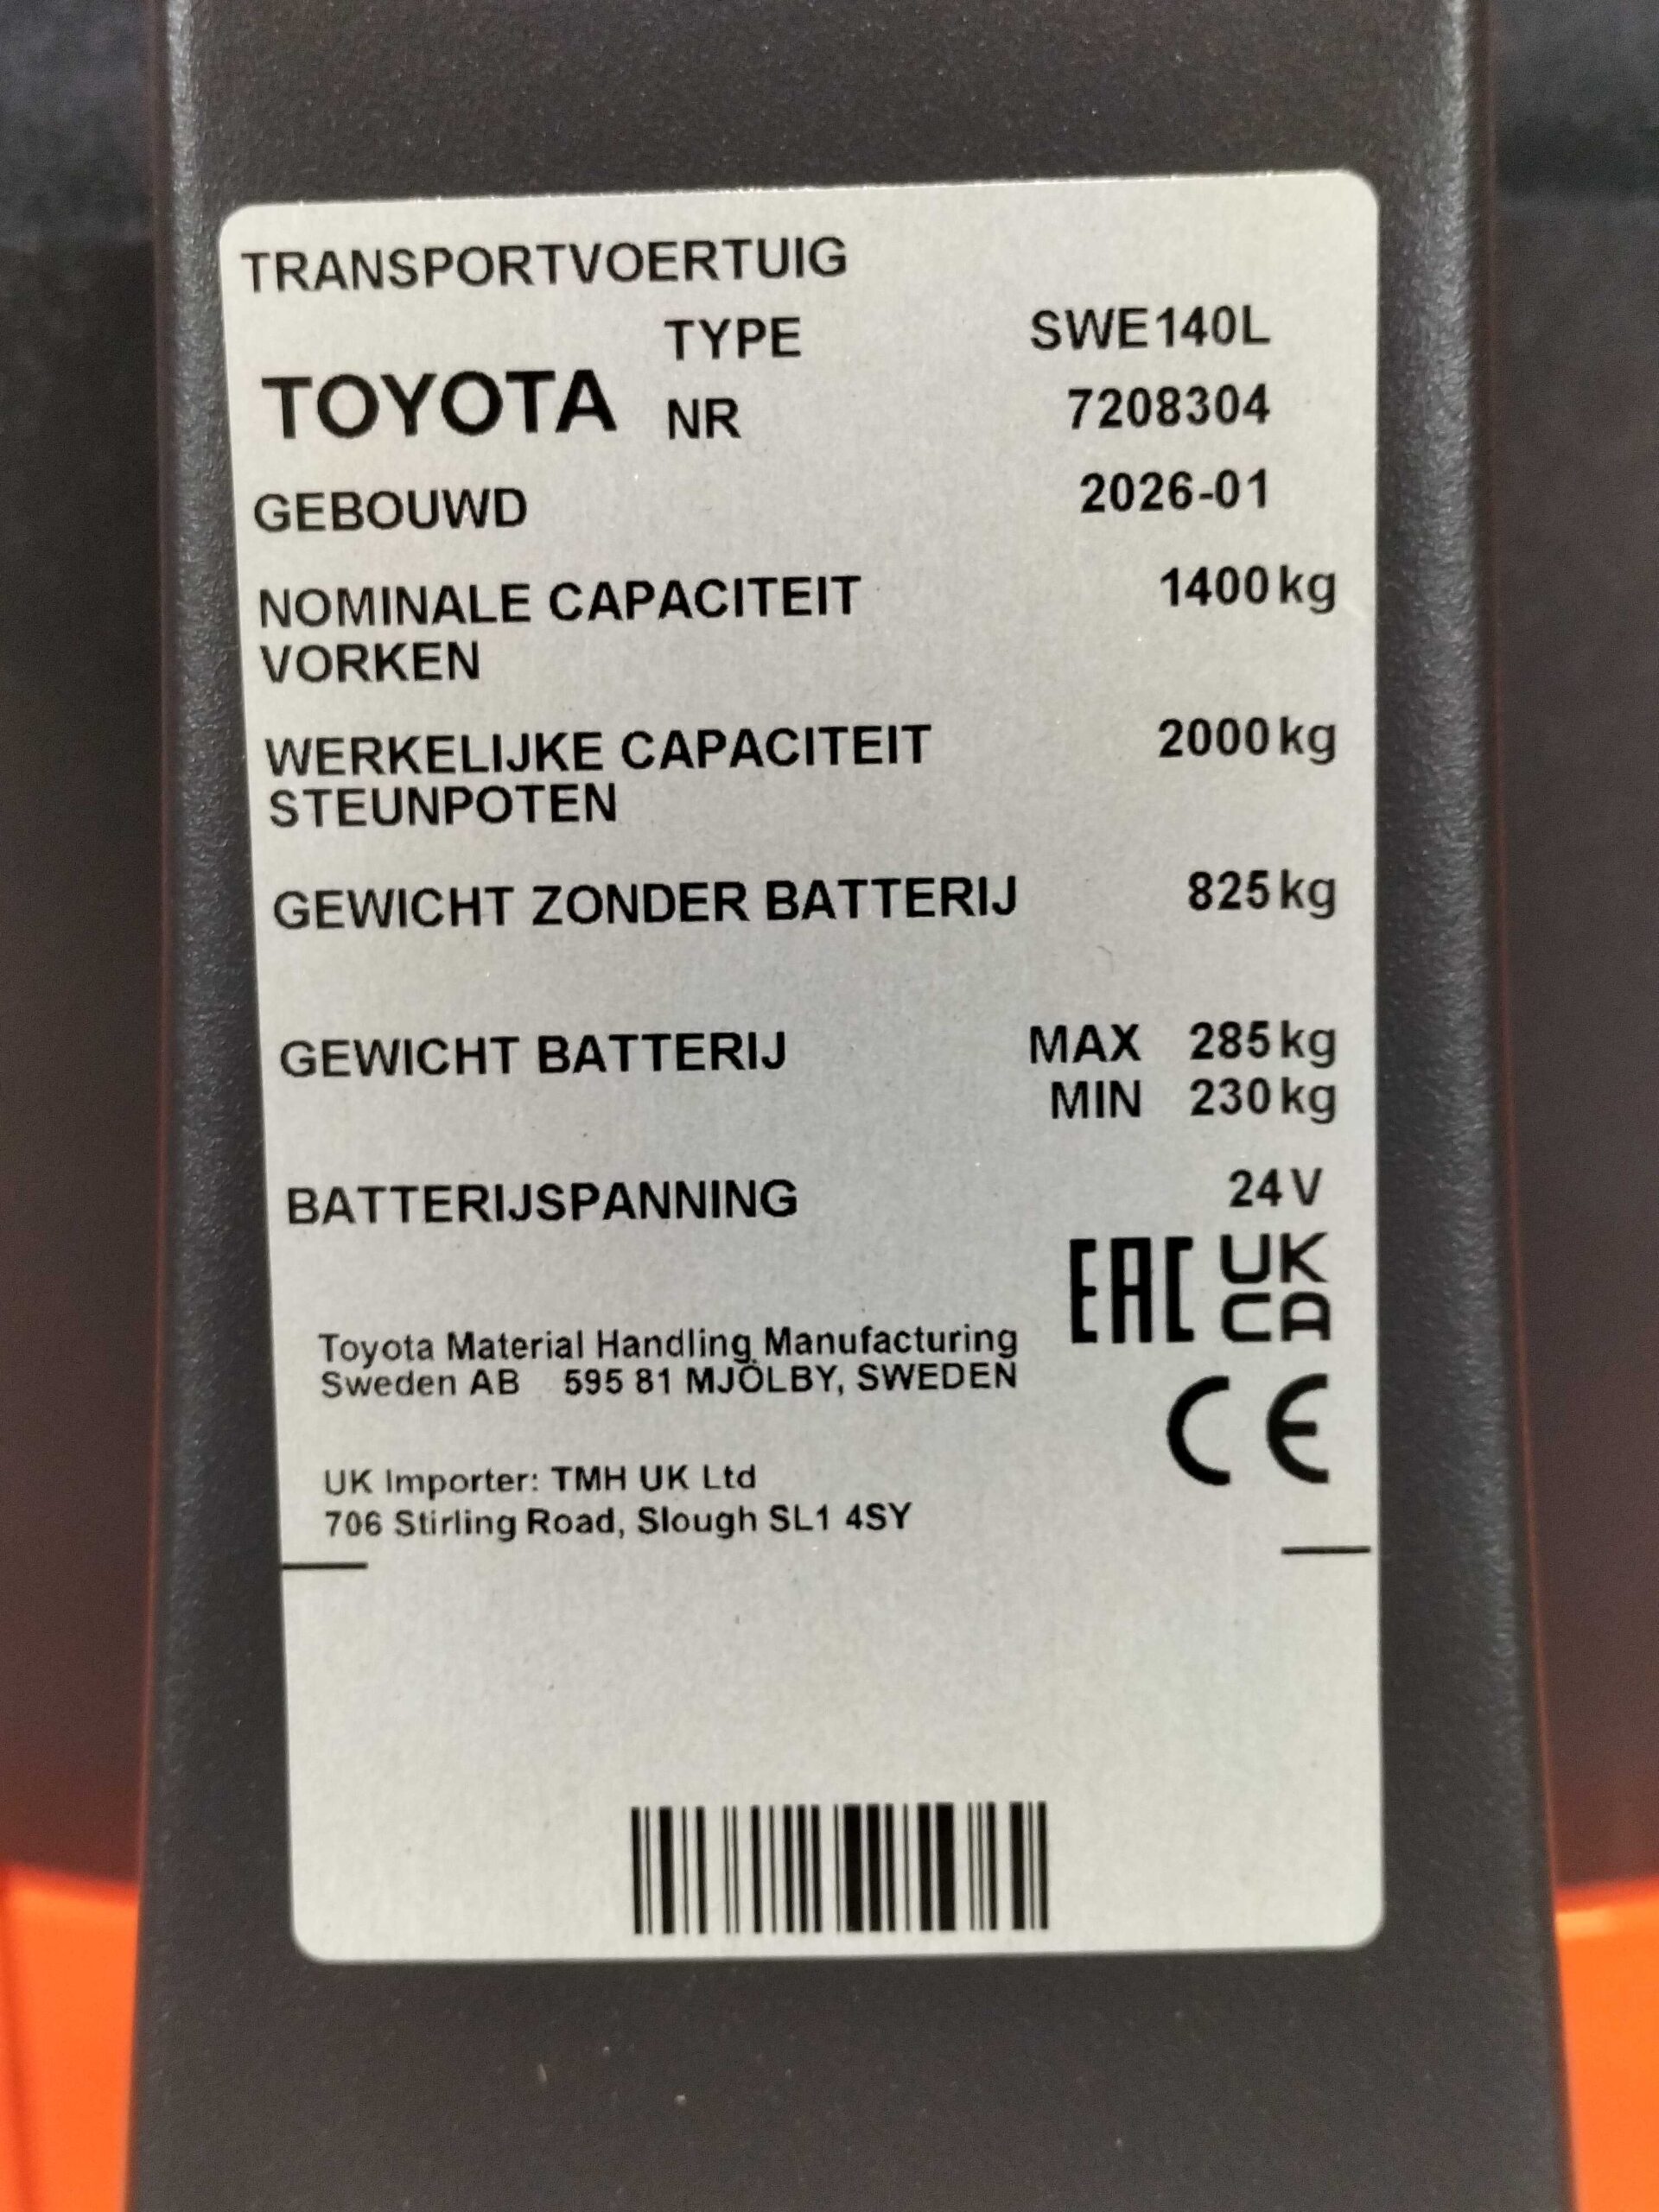 TRANSPORTVOERTUIG
TYPE SWE140L
TOYOTA NR 7208304
GEBOUWD 2026-01
NOMINALE CAPACITEIT 1400 kg
VORKEN
WERKELIJKE CAPACITEIT 2000 kg
STEUNPOTEN
GEWICHT ZONDER BATTERIJ 825 kg
GEWICHT BATTERIJ MAX 285 kg
MIN 230 kg
BATTERIJSPANNING 24 V
EAC UK
CA
Toyota Material Handling Manufacturing
Sweden AB 595 81 MJÖLBY, SWEDEN
CE
UK Importer: TMH UK Ltd
706 Stirling Road, Slough SL1 4SY